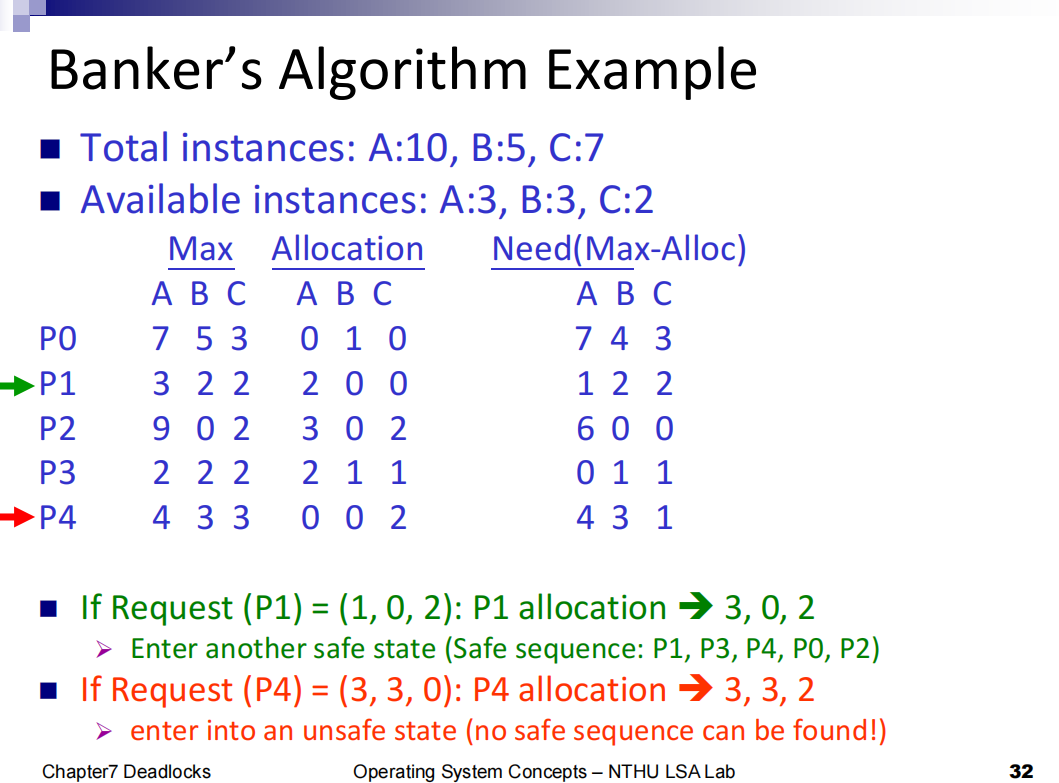 Banker’s Algorithm Example
Total instances: A:10, B:5, C:7
Available instances: A:3, B:3, C:2
Max Allocation Need(Max-Alloc)
A B C A B C A B C
P0 7 5 3 0 1 0 7 4 3
P1 3 2 2 2 0 0 1 2 2
P2 9 0 2 3 0 2 6 0 0
P3 2 2 2 2 1 1 0 1 1
P4 4 3 3 0 0 2 4 3 1
If Request (P1) = (1, 0, 2): P1 allocation ➔ 3, 0, 2
Enter another safe state (Safe sequence: P1, P3, P4, P0, P2)
If Request (P4) = (3, 3, 0): P4 allocation ➔ 3, 3, 2
enter into an unsafe state (no safe sequence can be found!)
Chapter7 Deadlocks Operating System Concepts – NTHU LSA Lab 32